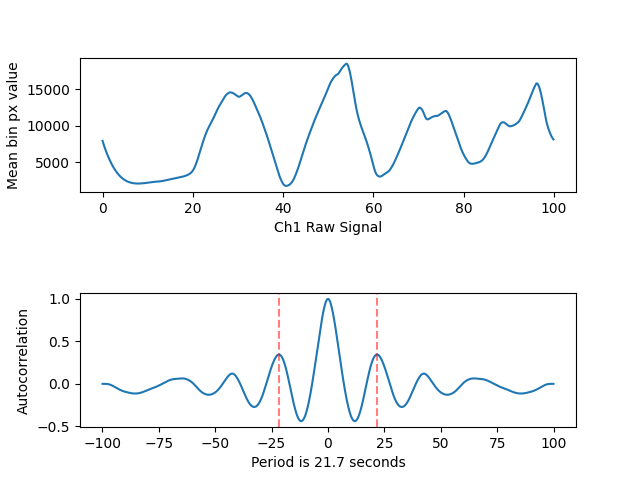 Mean bin px value
15000
10000
5000
0 20 40 60 80 100
Ch1 Raw Signal
Autocorrelation
1.0
0.5
0.0
−0.5
−100 −75 −50 −25 0 25 50 75 100
Period is 21.7 seconds